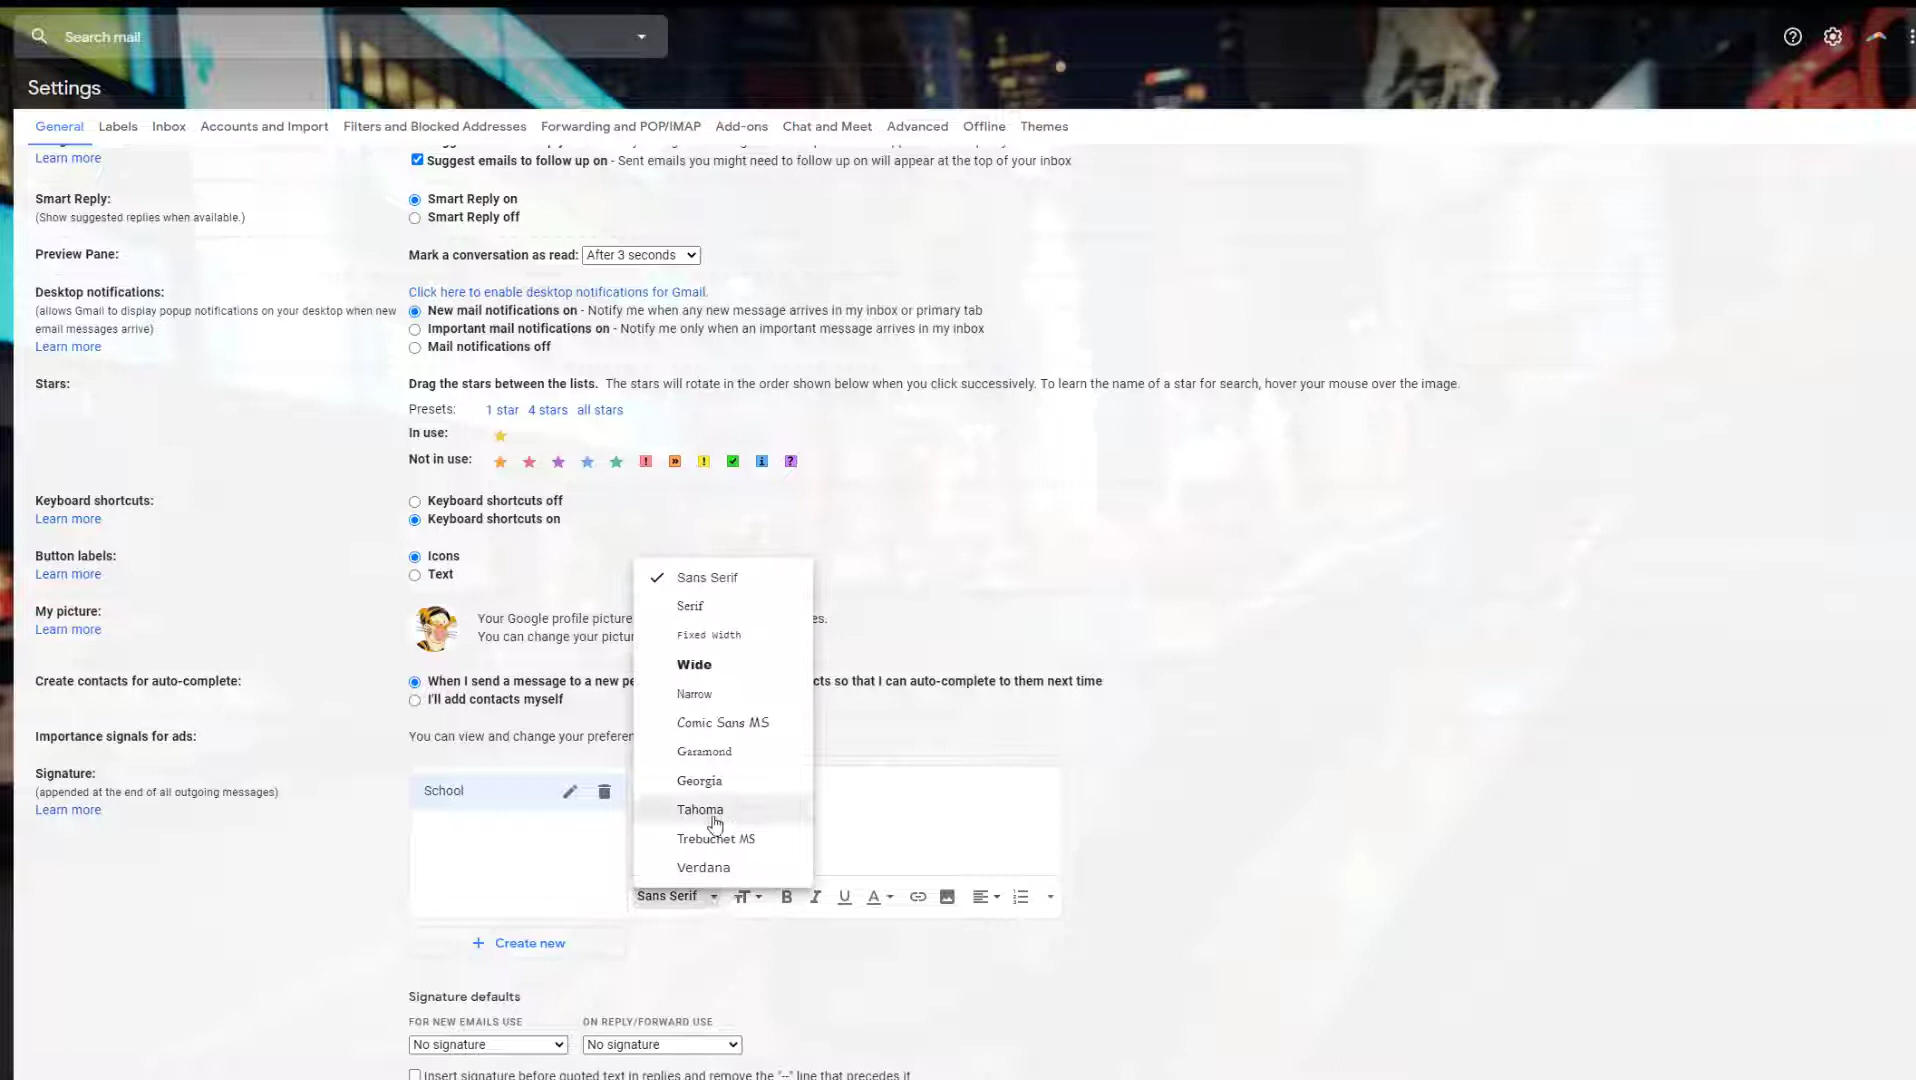 Search mail
Settings
General Labels Inbox Accounts and Import Filters and Blocked Addresses Forwarding and POP/IMAP Add-ons Chat and Meet Advanced Offline Themes
Learn more
Suggest emails to follow up on - Sent emails you might need to follow up on will appear at the top of your inbox
Smart Reply:
(Show suggested replies when available.)
Smart Reply on
Smart Reply off
Preview Pane:
Mark a conversation as read: After 3 seconds
Desktop notifications:
(allows Gmail to display popup notifications on your desktop when new
email messages arrive)
Learn more
Click here to enable desktop notifications for Gmail.
New mail notifications on - Notify me when any new message arrives in my inbox or primary tab
Important mail notifications on - Notify me only when an important message arrives in my inbox
Mail notifications off
Stars:
Drag the stars between the lists. The stars will rotate in the order shown below when you click successively. To learn the name of a star for search, hover your mouse over the image.
Presets: 1 star 4 stars all stars
In use:
Not in use:
Keyboard shortcuts:
Learn more
Keyboard shortcuts off
Keyboard shortcuts on
Button labels:
Learn more
Icons
Text
My picture:
Learn more
Your Google profile picture
You can change your
Create contacts for auto-complete:
When I send a message to a new
so that I can auto-complete to them next time
I'll add contacts myself
Importance signals for ads:
You can view and change your
Signature:
(appended at the end of all outgoing messages)
Learn more
School
Sans Serif
Serif
Fixed Width
Wide
Narrow
Comic Sans MS
Garamond
Georgia
Tahoma
Trebuchet MS
Verdana
Sans Serif
+ Create new
Signature defaults
FOR NEW EMAILS USE
No signature
ON REPLY/FORWARD USE
No signature
Insert signature before quoted text in replies and remove the "--" line that precedes it